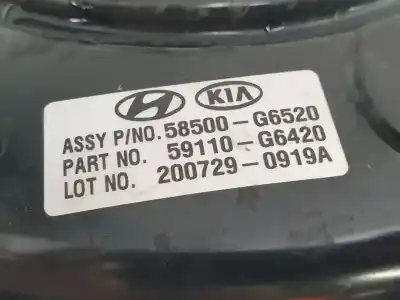 KIA
ASSY P/NO. 58500-G6520
PART NO. 59110-G6420
LOT NO. 200729-0919A